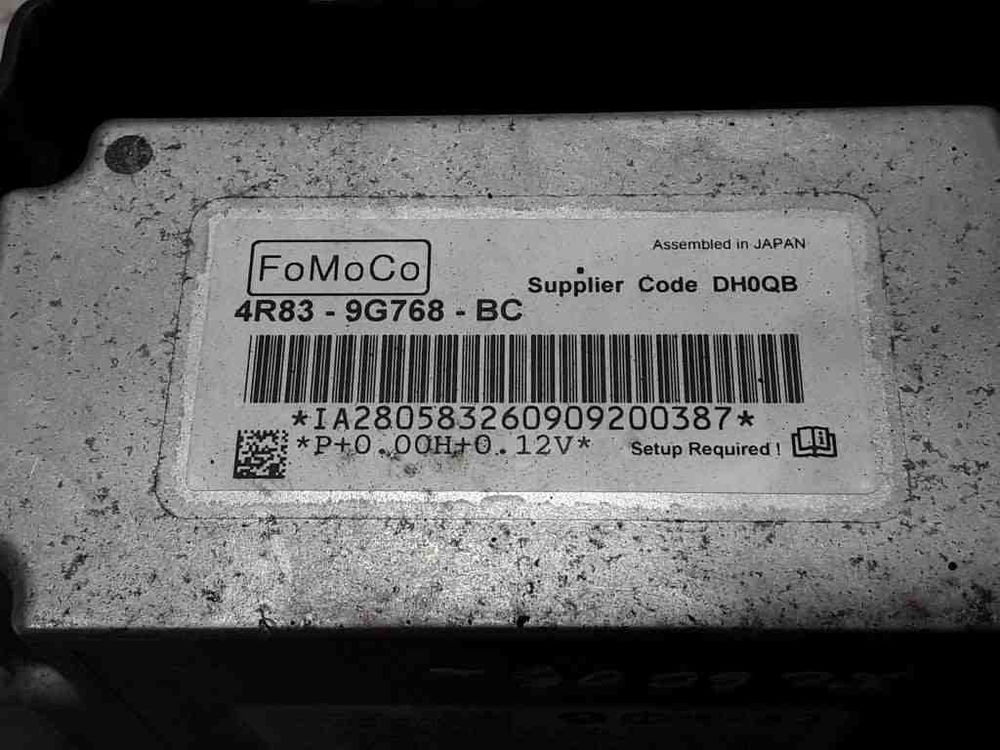 Assembled in JAPAN
FoMoCo
Supplier Code DH0QB
4R83 - 9G768 - BC
*IA280583260909200387*
*P+0.00H+0.12V*
Setup Required !